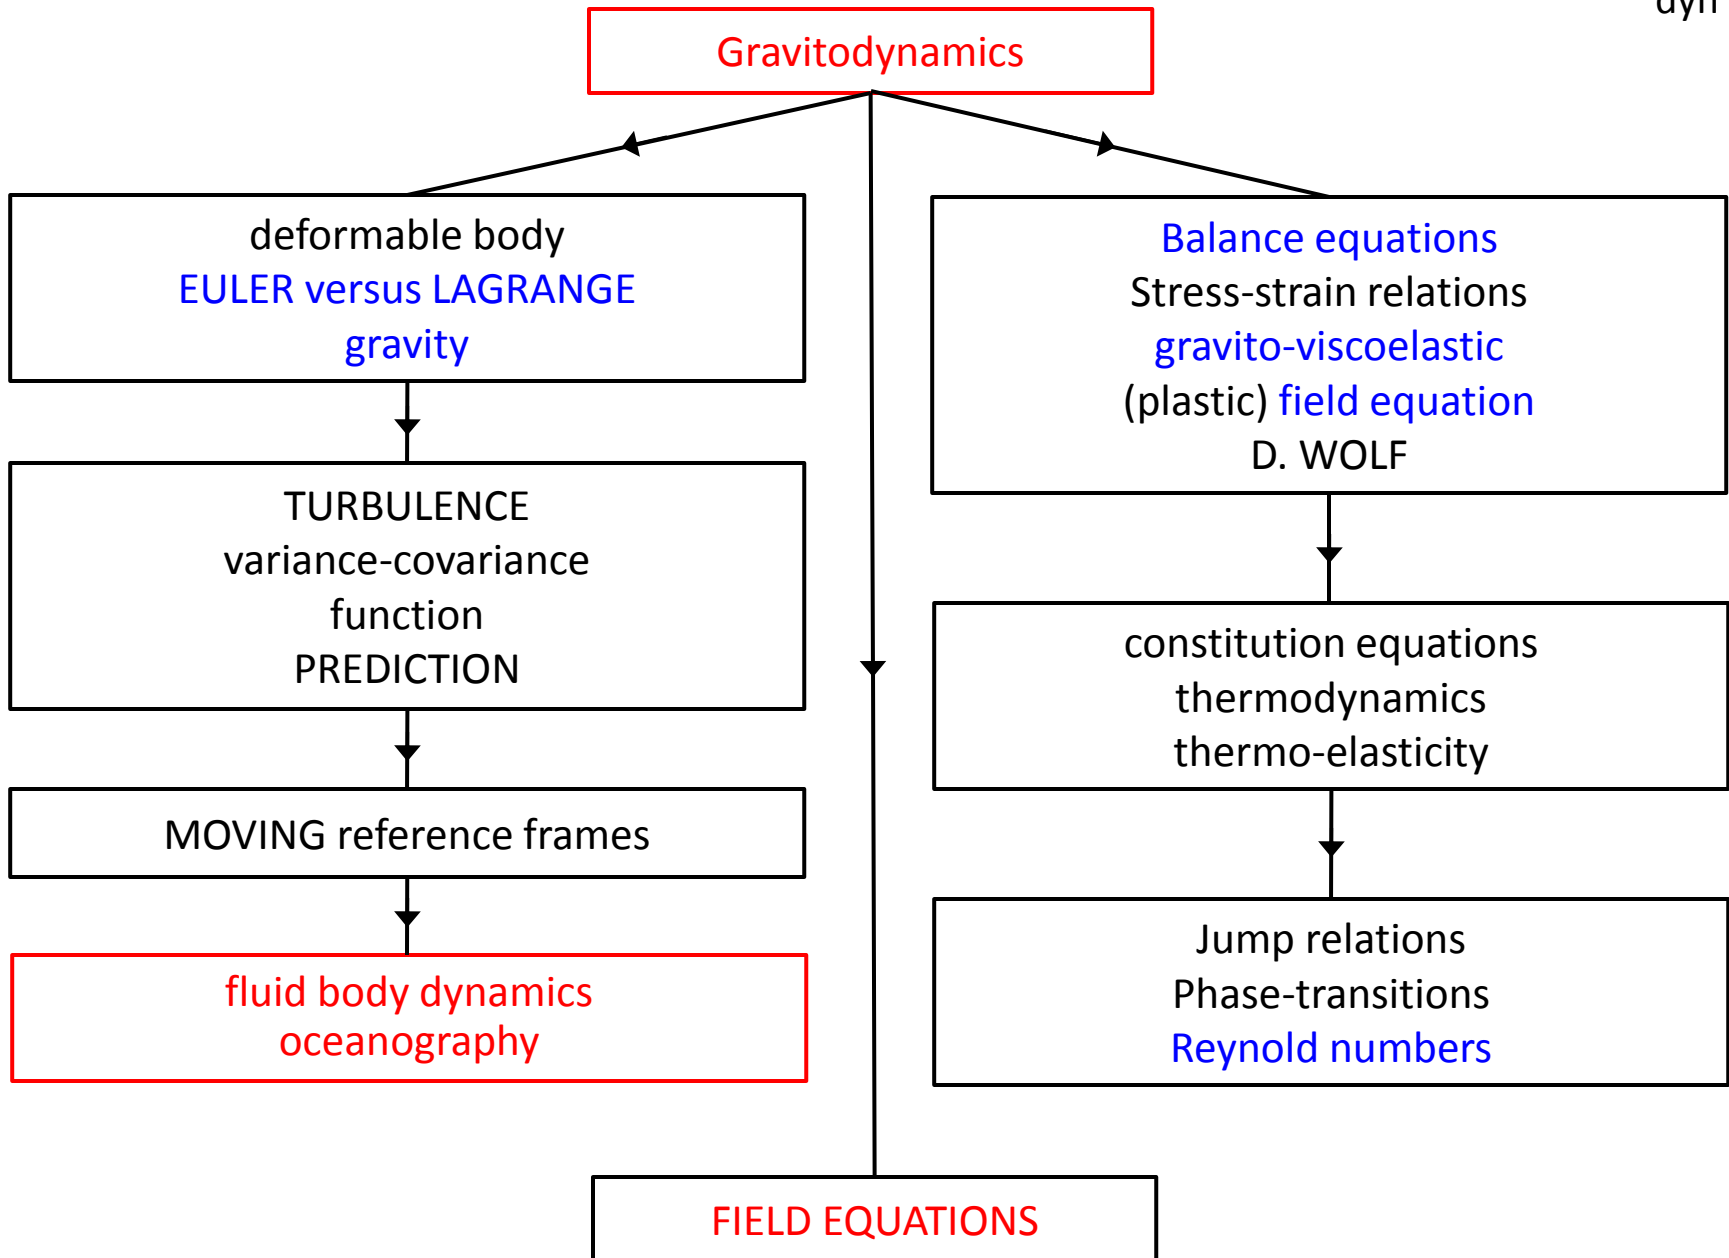 dyn
Gravitodynamics
deformable body
EULER versus LAGRANGE
gravity
TURBULENCE
variance-covariance
function
PREDICTION
MOVING reference frames
fluid body dynamics
oceanography
Balance equations
Stress-strain relations
gravito-viscoelastic
(plastic) field equation
D. WOLF
constitution equations
thermodynamics
thermo-elasticity
Jump relations
Phase-transitions
Reynold numbers
FIELD EQUATIONS